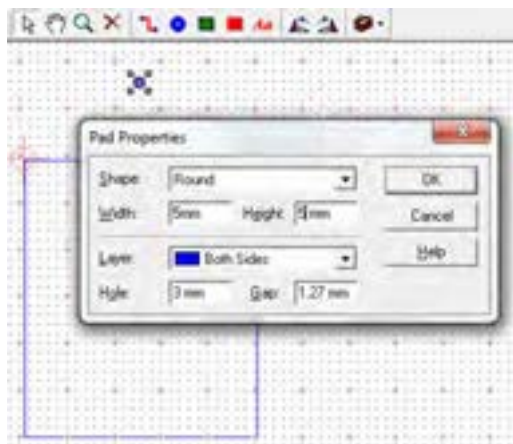 Aa
Pad Properties
Shape: Round OK
Width: 5mm Height: 5mm Cancel
Layer: Both Sides Help
Hole: 3 mm Gap: 1.27 mm